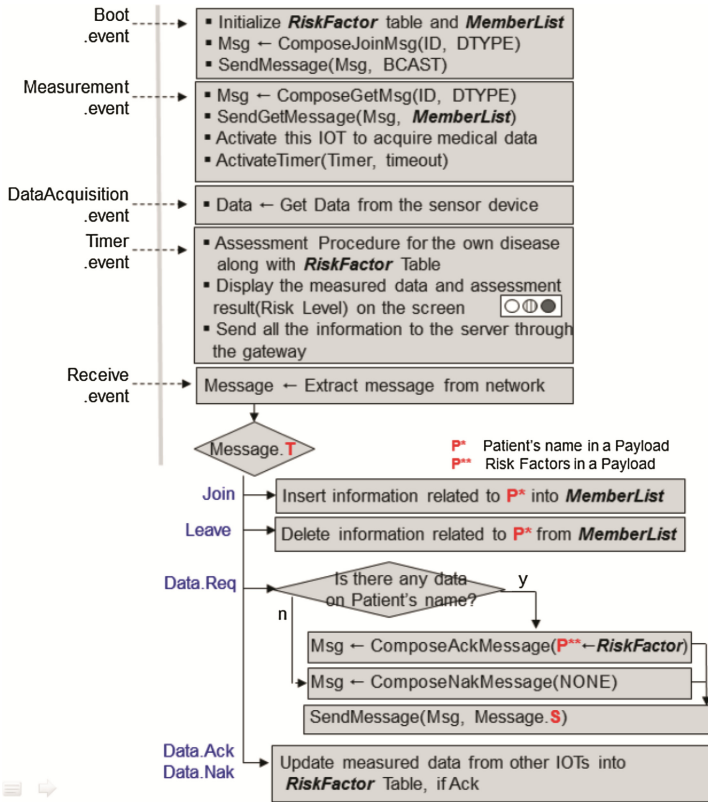 Boot
.event
▪ Initialize RiskFactor table and MemberList
▪ Msg ← ComposeJoinMsg(ID, DTYPE)
▪ SendMessage(Msg, BCAST)
Measurement
.event
▪ Msg ← ComposeGetMsg(ID, DTYPE)
▪ SendGetMessage(Msg, MemberList)
▪ Activate this IOT to acquire medical data
▪ ActivateTimer(Timer, timeout)
DataAcquisition
.event
▪ Data ← Get Data from the sensor device
Timer
.event
▪ Assessment Procedure for the own disease
along with RiskFactor Table
▪ Display the measured data and assessment
result(Risk Level) on the screen
▪ Send all the information to the server through
the gateway
Receive
.event
Message ← Extract message from network
Message.T
P* Patient's name in a Payload
P** Risk Factors in a Payload
Join
Insert information related to P* into MemberList
Leave
Delete information related to P* from MemberList
Data.Req
Is there any data
on Patient's name?
y
n
Msg ← ComposeAckMessage(P**←RiskFactor)
Msg ← ComposeNakMessage(NONE)
SendMessage(Msg, Message.S)
Data.Ack
Data.Nak
Update measured data from other IOTs into
RiskFactor Table, if Ack